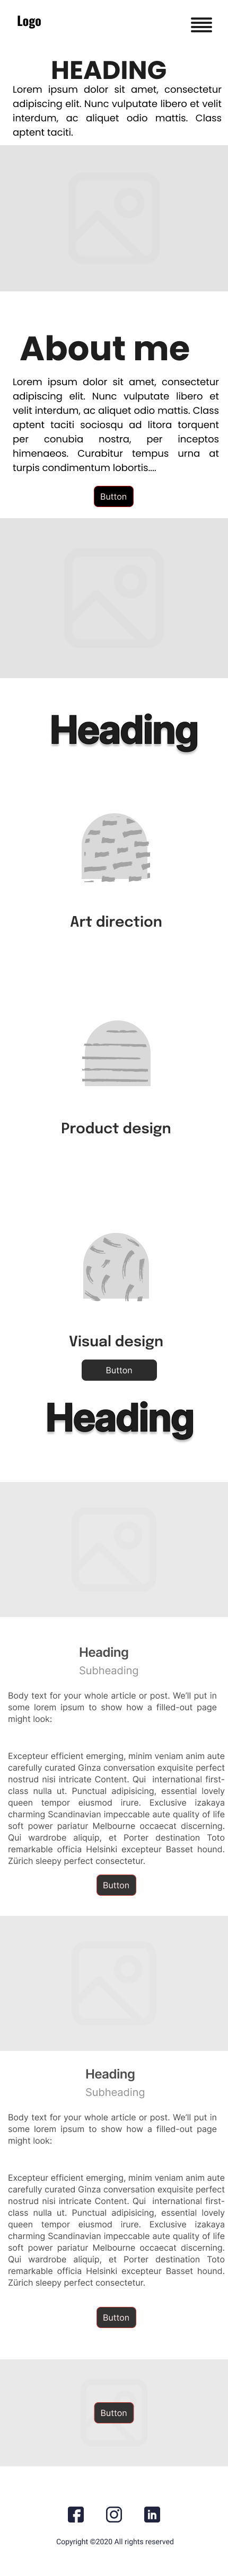 Logo
HEADING
Lorem ipsum dolor sit amet, consectetur
adipiscing elit. Nunc vulputate libero et velit
interdum, ac aliquet odio mattis. Class
aptent taciti.
About me
Lorem ipsum dolor sit amet, consectetur
adipiscing elit. Nunc vulputate libero et
velit interdum, ac aliquet odio mattis. Class
aptent taciti sociosqu ad litora torquent
per conubia nostra, per inceptos
himenaeos. Curabitur tempus urna at
turpis condimentum lobortis....
Button
Heading
Art direction
Product design
Visual design
Button
Heading
Heading
Subheading
Body text for your whole article or post. We'll put in
some lorem ipsum to show how a filled-out page
might look:
Excepteur efficient emerging, minim veniam anim aute
carefully curated Ginza conversation exquisite perfect
nostrud nisi intricate Content. Qui international first-
class nulla ut. Punctual adipisicing, essential lovely
queen tempor eiusmod irure. Exclusive izakaya
charming Scandinavian impeccable aute quality of life
soft power pariatur Melbourne occaecat discerning.
Qui wardrobe aliquip, et Porter destination Toto
remarkable officia Helsinki excepteur Basset hound.
Zürich sleepy perfect consectetur.
Button
Heading
Subheading
Body text for your whole article or post. We'll put in
some lorem ipsum to show how a filled-out page
might look:
Excepteur efficient emerging, minim veniam anim aute
carefully curated Ginza conversation exquisite perfect
nostrud nisi intricate Content. Qui international first-
class nulla ut. Punctual adipisicing, essential lovely
queen tempor eiusmod irure. Exclusive izakaya
charming Scandinavian impeccable aute quality of life
soft power pariatur Melbourne occaecat discerning.
Qui wardrobe aliquip, et Porter destination Toto
remarkable officia Helsinki excepteur Basset hound.
Zürich sleepy perfect consectetur.
Button
Button
Copyright ©2020 All rights reserved